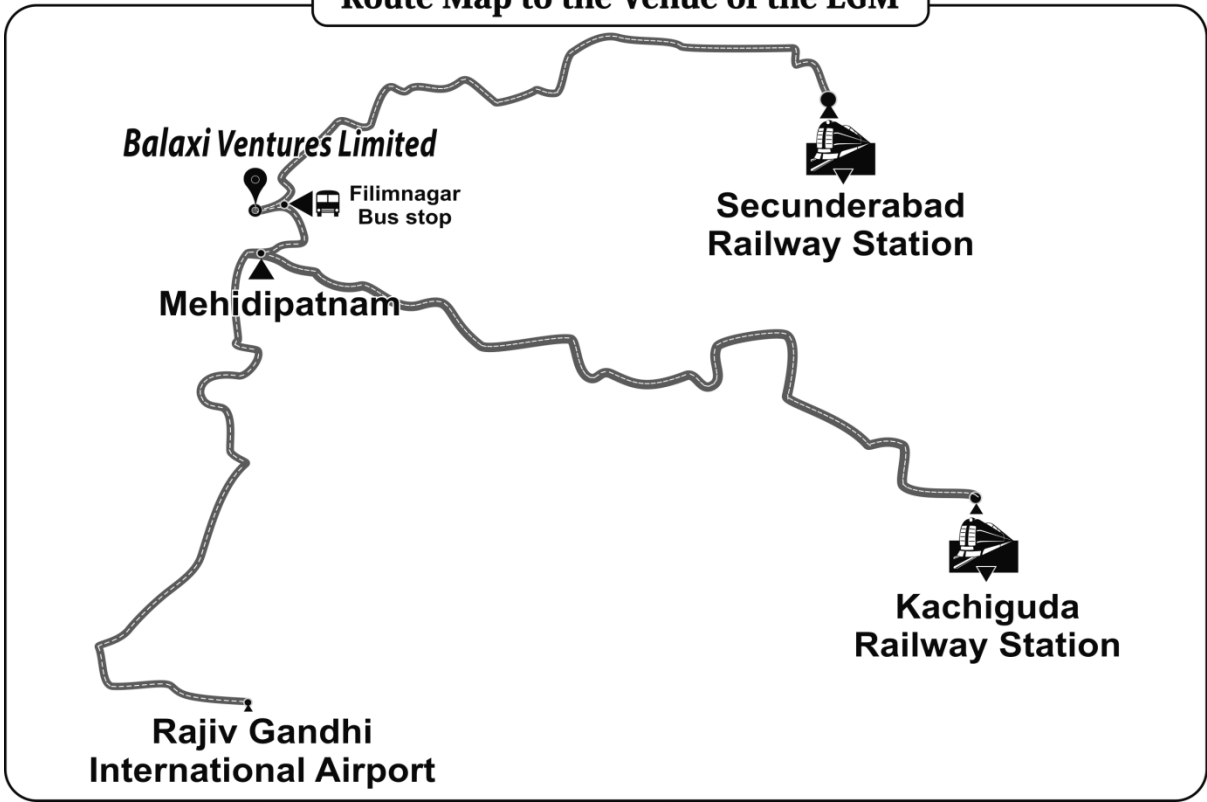 Route Map to the Venue of the EGM
Balaxi Ventures Limited
Filimnagar
Bus stop
Secunderabad
Railway Station
Mehidipatnam
Kachiguda
Railway Station
Rajiv Gandhi
International Airport